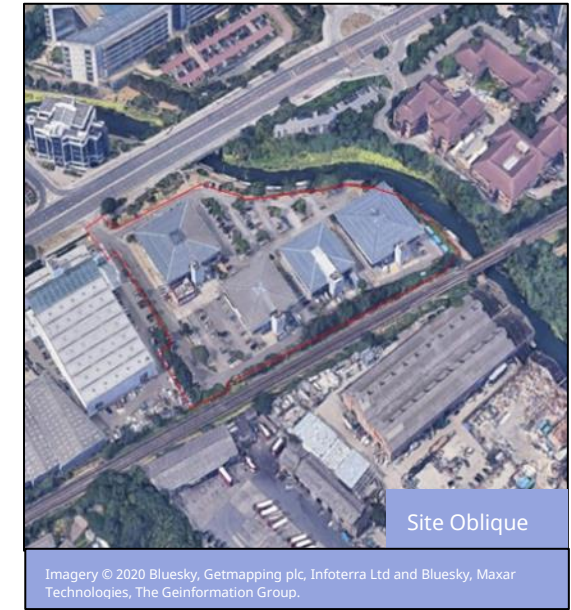 Site Oblique
Imagery © 2020 Bluesky, Getmapping plc, Infoterra Ltd and Bluesky, Maxar
Technologies, The Geinformation Group.